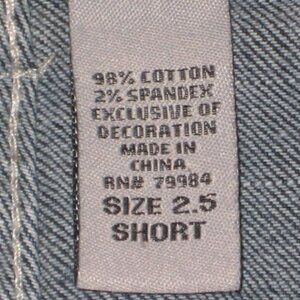 98% COTTON
2% SPANDEX
EXCLUSIVE OF
DECORATION
MADE IN
CHINA
RN# 79984
SIZE 2.5
SHORT